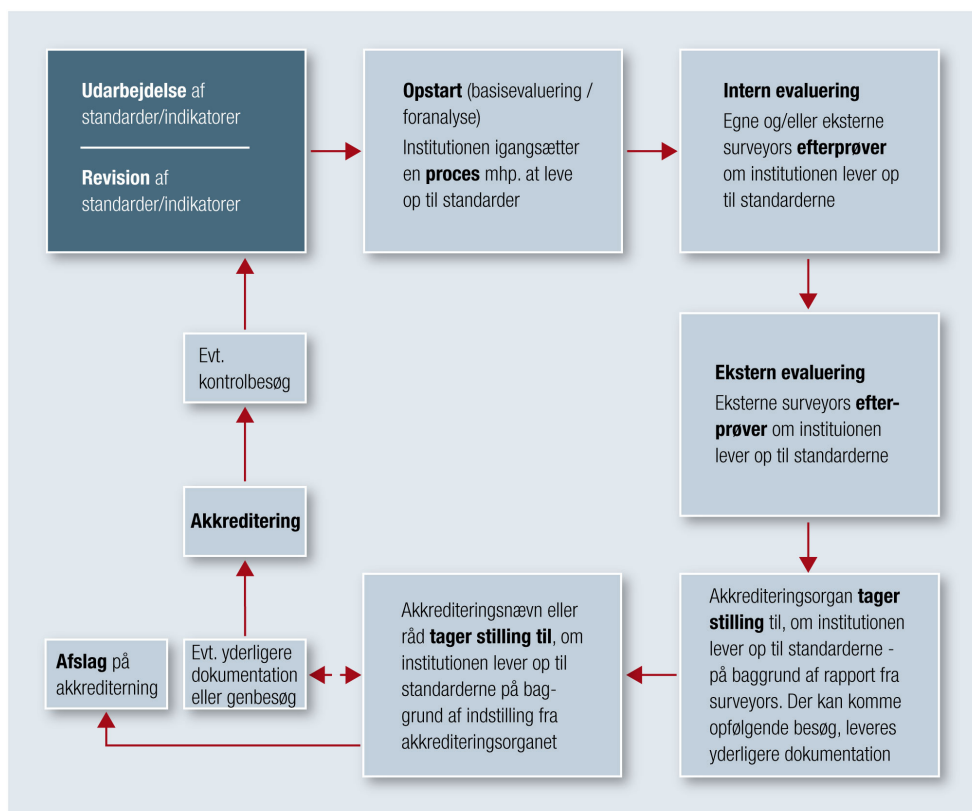 Udarbejdelse af
standarder/indikatorer
Revision af
standarder/indikatorer
Opstart (basisevaluering /
foranalyse)
Institutionen igangsætter
en proces mhp. at leve
op til standarder
Intern evaluering
Egne og/eller eksterne
surveyors efterprøver
om institutionen lever op
til standarderne
Ekstern evaluering
Eksterne surveyors efter-
prøver om instituionen
lever op til standarderne
Akkrediteringsorgan tager
stilling til, om institutionen
lever op til standarderne -
på baggrund af rapport fra
surveyors. Der kan komme
opfølgende besøg, leveres
yderligere dokumentation
Akkrediteringsnævn eller
råd tager stilling til, om
institutionen lever op til
standarderne på bag-
grund af indstilling fra
akkrediteringsorganet
Evt. yderligere
dokumentation
eller genbesøg
Afslag på
akkrediterning
Akkreditering
Evt.
kontrolbesøg